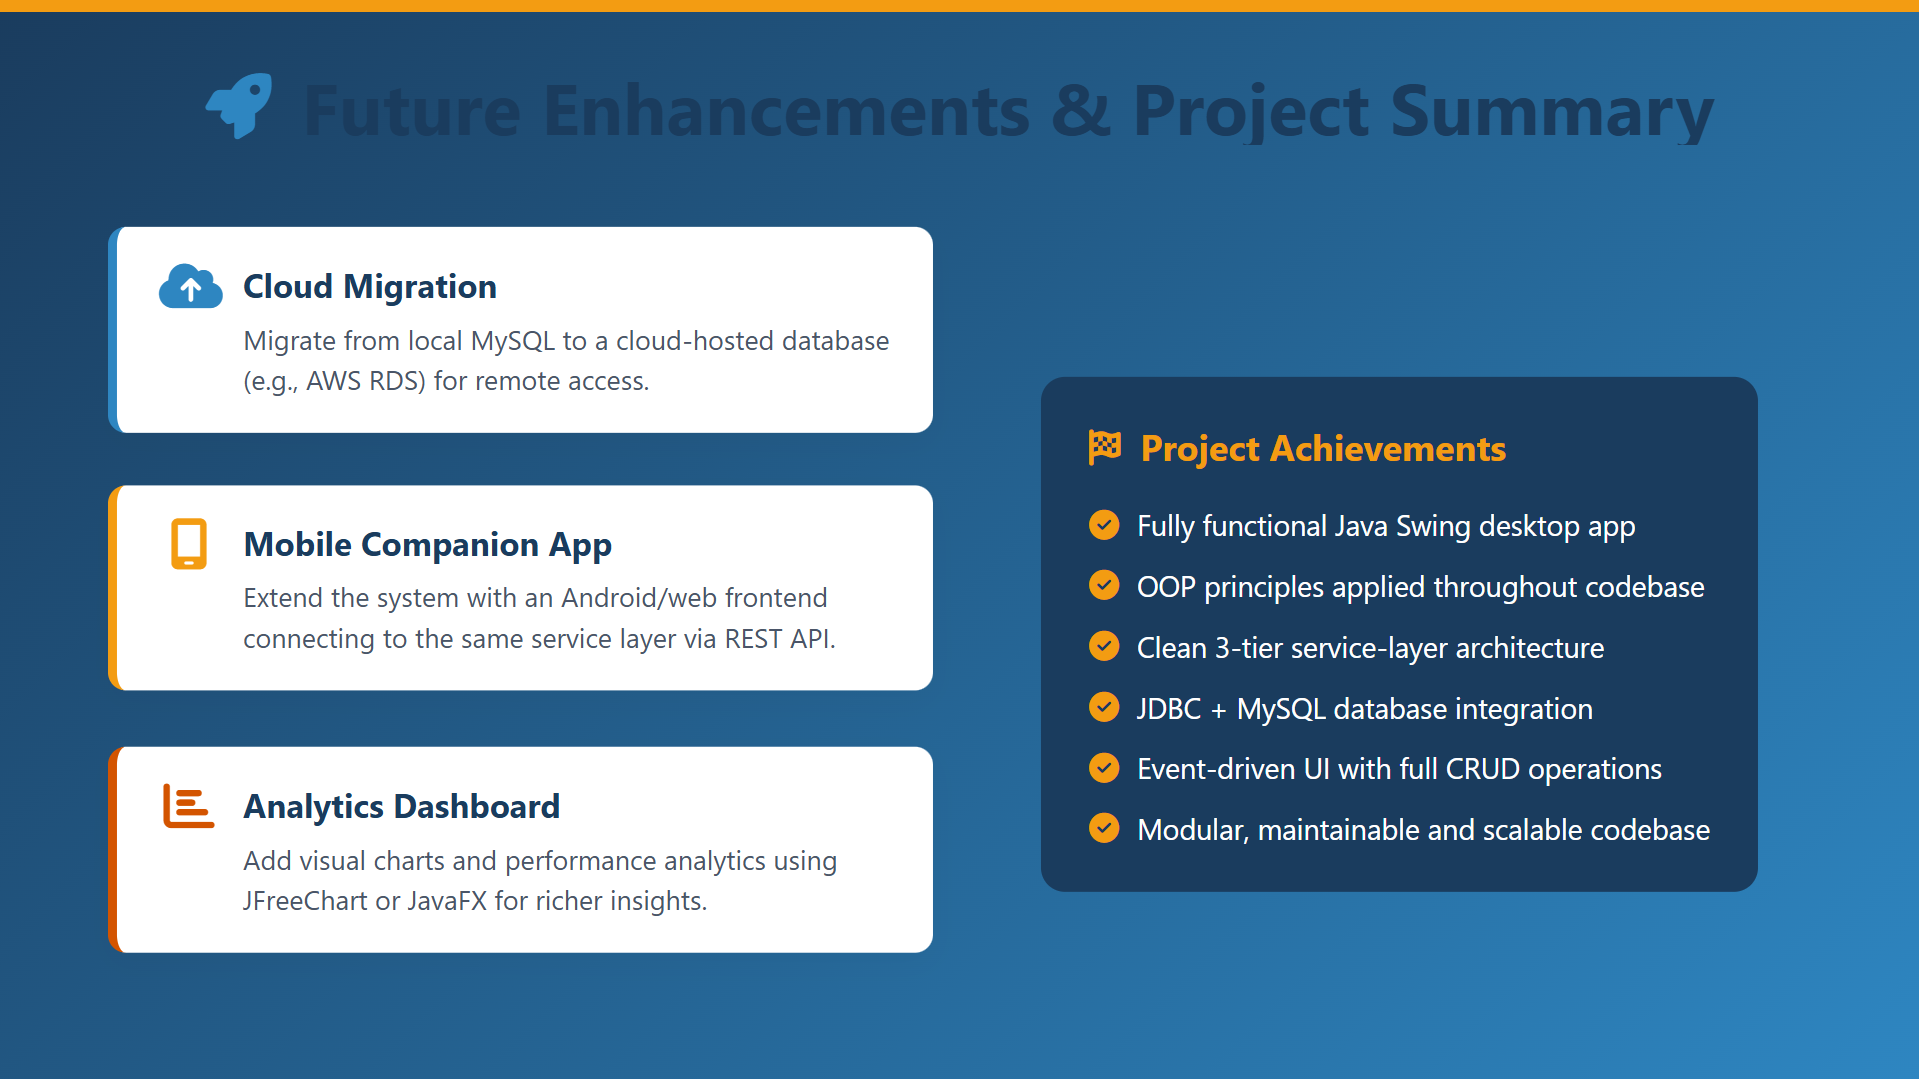 Future Enhancements & Project Summary
Cloud Migration
Migrate from local MySQL to a cloud-hosted database
(e.g., AWS RDS) for remote access.
Mobile Companion App
Extend the system with an Android/web frontend
connecting to the same service layer via REST API.
Analytics Dashboard
Add visual charts and performance analytics using
JFreeChart or JavaFX for richer insights.
Project Achievements
Fully functional Java Swing desktop app
OOP principles applied throughout codebase
Clean 3-tier service-layer architecture
JDBC + MySQL database integration
Event-driven UI with full CRUD operations
Modular, maintainable and scalable codebase